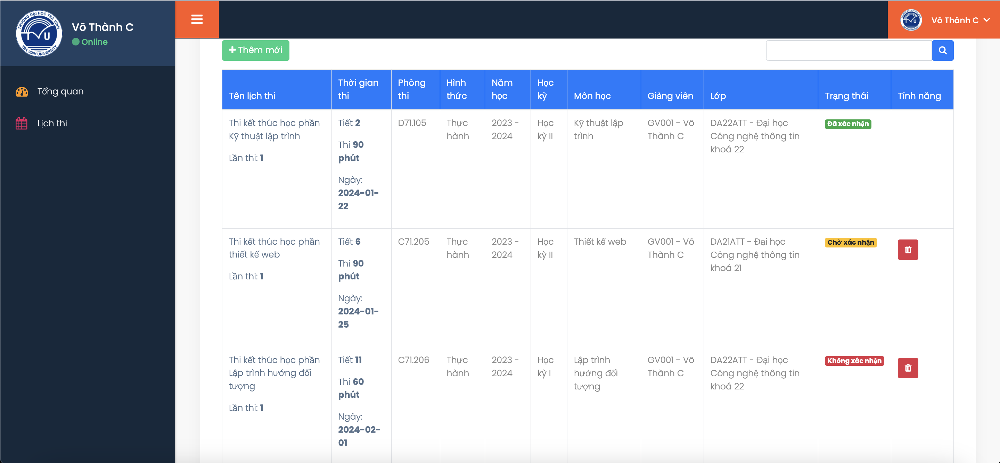 TRƯỜNG ĐẠI HỌC TRÀ VINH
TVU
TRA VINH UNIVERSITY
Võ Thành C
Online
Tổng quan
Lịch thi
TVU
Võ Thành C
Thêm mới
Tên lịch thi
Thời gian
thi
Phòng
thi
Hình
thức
Năm
học
Học
kỳ
Môn học
Giảng viên
Lớp
Trạng thái
Tính năng
Thi kết thúc học phần
Kỹ thuật lập trình
Lần thi: 1
Tiết 2
Thi 90
phút
Ngày:
2024-01-
22
D71.105
Thực
hành
2023 -
2024
Học
kỳ II
Kỹ thuật lập
trình
GV001 - Võ
Thành C
DA22ATT - Đại học
Công nghệ thông tin
khoá 22
Đã xác nhận
Thi kết thúc học phần
thiết kế web
Lần thi: 1
Tiết 6
Thi 90
phút
Ngày:
2024-01-
25
C71.205
Thực
hành
2023 -
2024
Học
kỳ II
Thiết kế web
GV001 - Võ
Thành C
DA21ATT - Đại học
Công nghệ thông tin
khoá 21
Chờ xác nhận
Thi kết thúc học phần
Lập trình hướng đối
tượng
Lần thi: 1
Tiết 11
Thi 60
phút
Ngày:
2024-02-
01
C71.206
Thực
hành
2023 -
2024
Học
kỳ I
Lập trình
hướng đối
tượng
GV001 - Võ
Thành C
DA22ATT - Đại học
Công nghệ thông tin
khoá 22
Không xác nhận